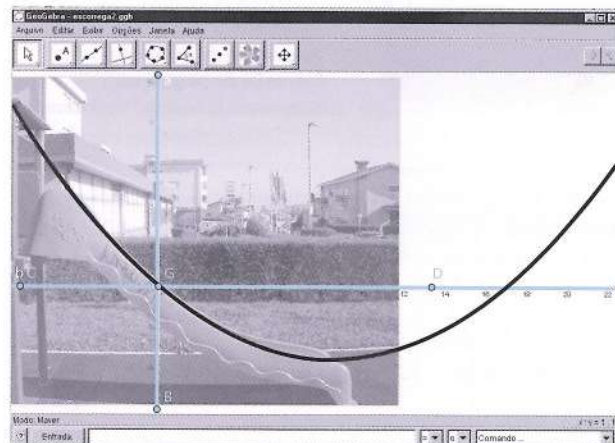 GeoGebra - escorrega2.ggb
Arquivo Editar Exibir Opções Janela Ajuda
A
G
b C
D
12 14 16 18 20 22
B
Modo: Mover
Entrada:
Comando ...